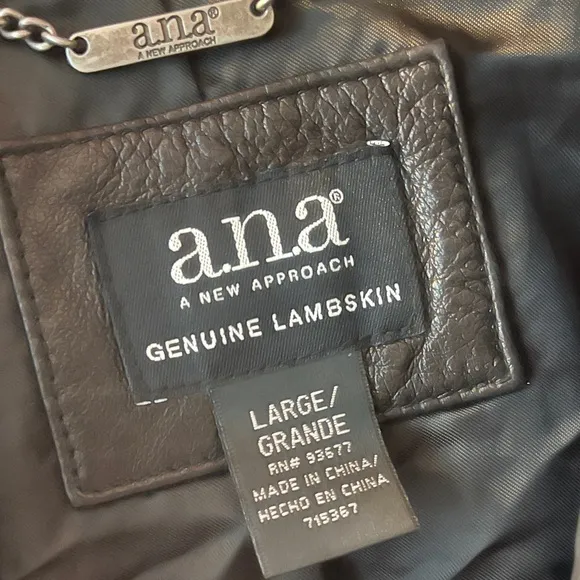 a.n.a®
A NEW APPROACH
a.n.a®
A NEW APPROACH
GENUINE LAMBSKIN
LARGE/
GRANDE
RN# 93677
MADE IN CHINA/
HECHO EN CHINA
715367